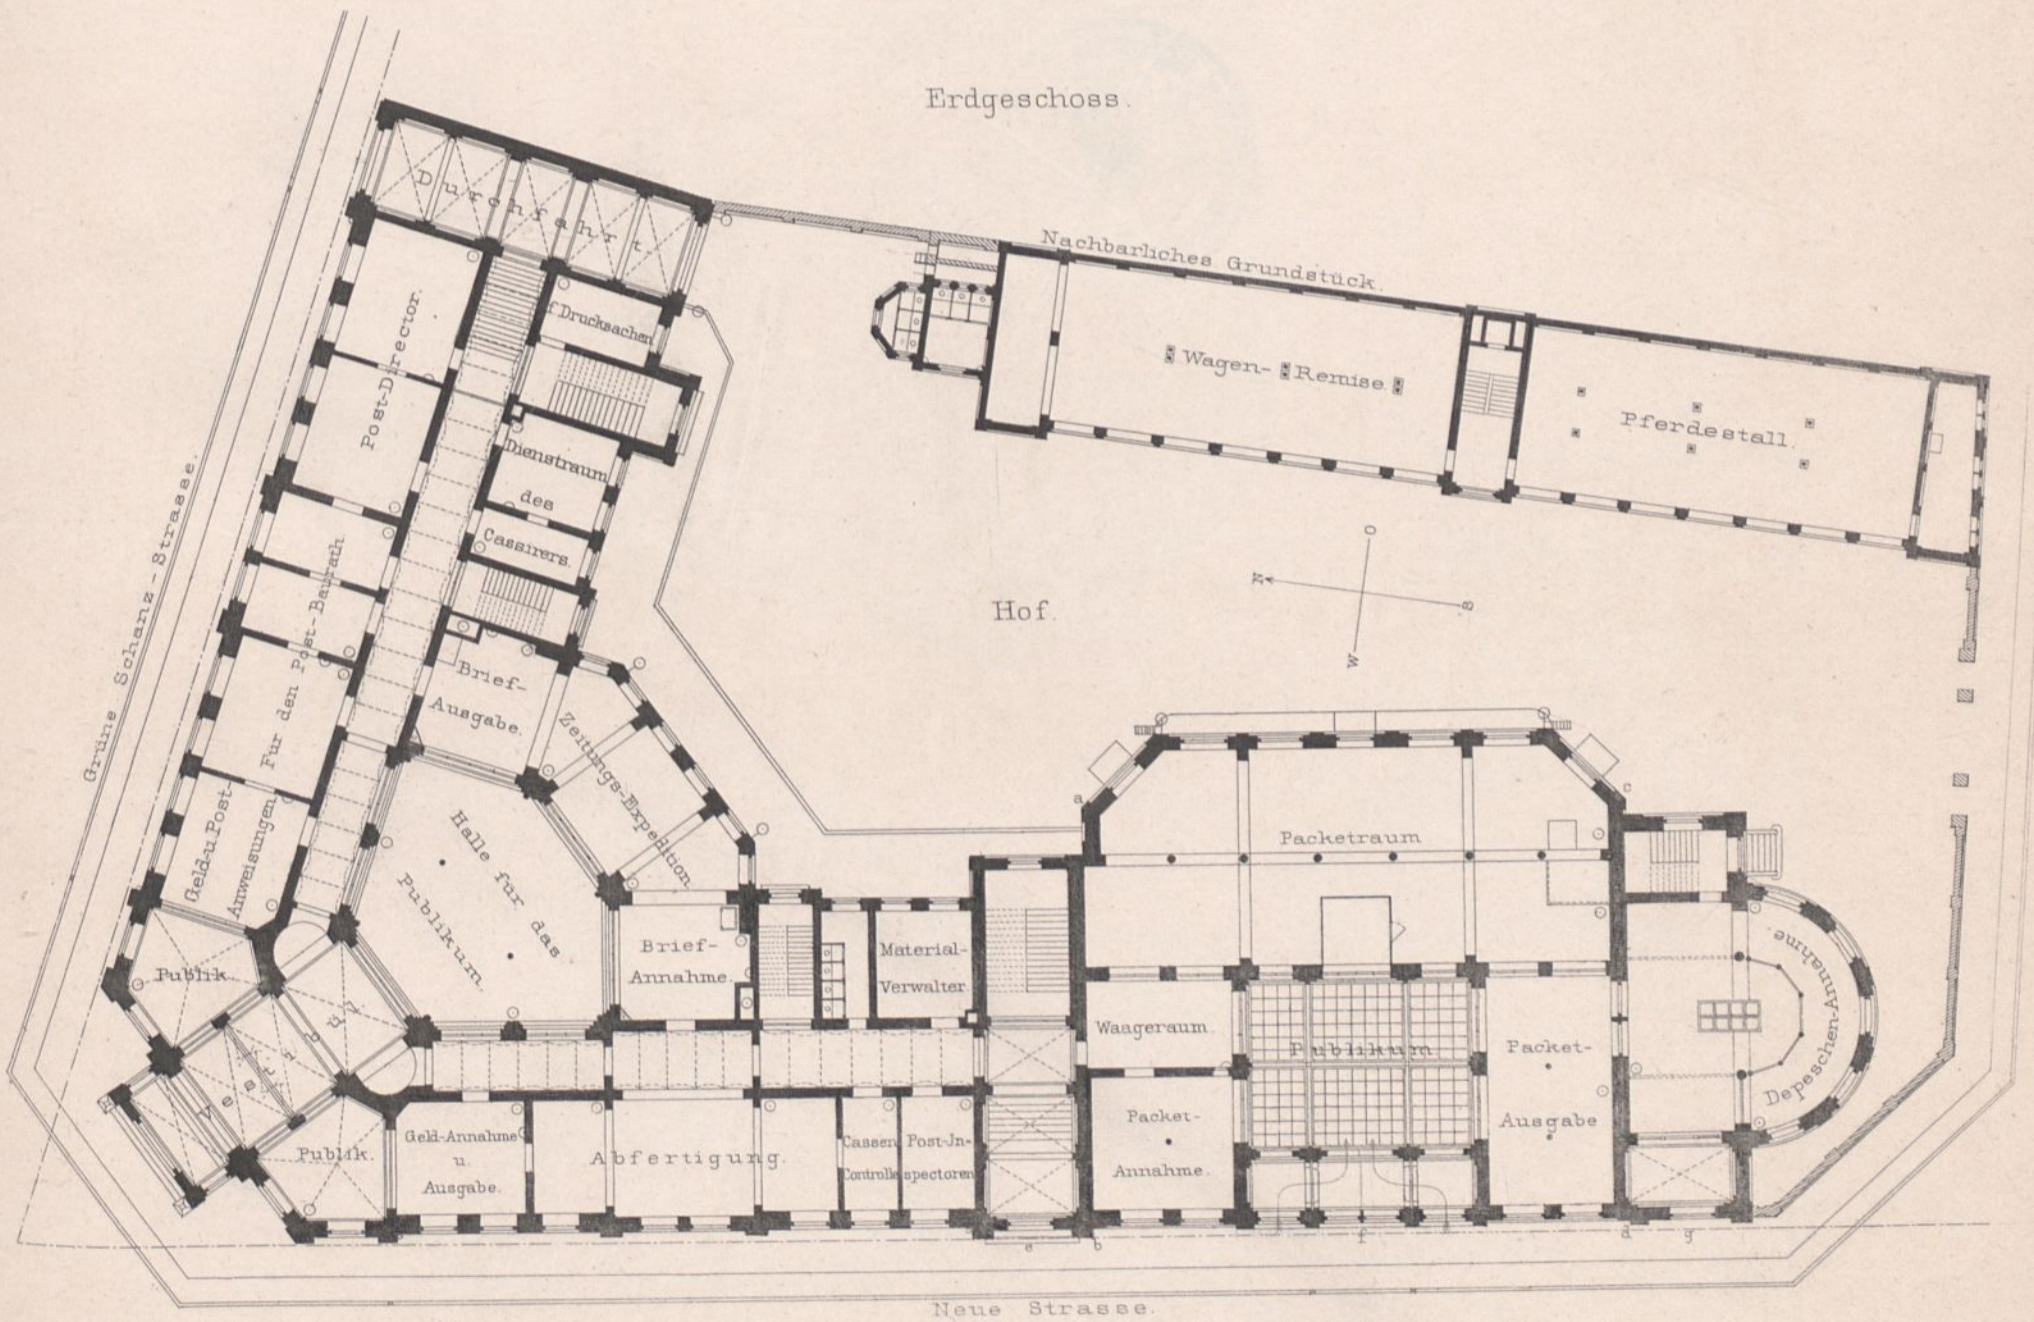 Erdgeschoss.
Durchfahrt
Nachbarliches Grundstück.
f Drucksachen
Post-Director.
Wagen-Remise.
Pferdestall.
Dienstraum
des
Cassirers.
Grüne Schanz-Strasse.
O
N
S
W
Hof.
Für den Post-Baurath
Brief-
Ausgabe.
Zeitungs-Expedition
Geld-u.Post-
Anweisungen
Halle für das
Publikum.
a
c
Packetraum
Publik.
Brief-
Annahme.
Material-
Verwalter
Depeschen-Annahme.
Waageraum.
Publikum
Packet-
Ausgabe
Vestibül
Publik.
Geld-Annahme
u.
Ausgabe.
Abfertigung.
Cassen
Controlle
Post-Jn-
spectoren
Packet-
Annahme.
e
b
f
d
g
Neue Strasse.